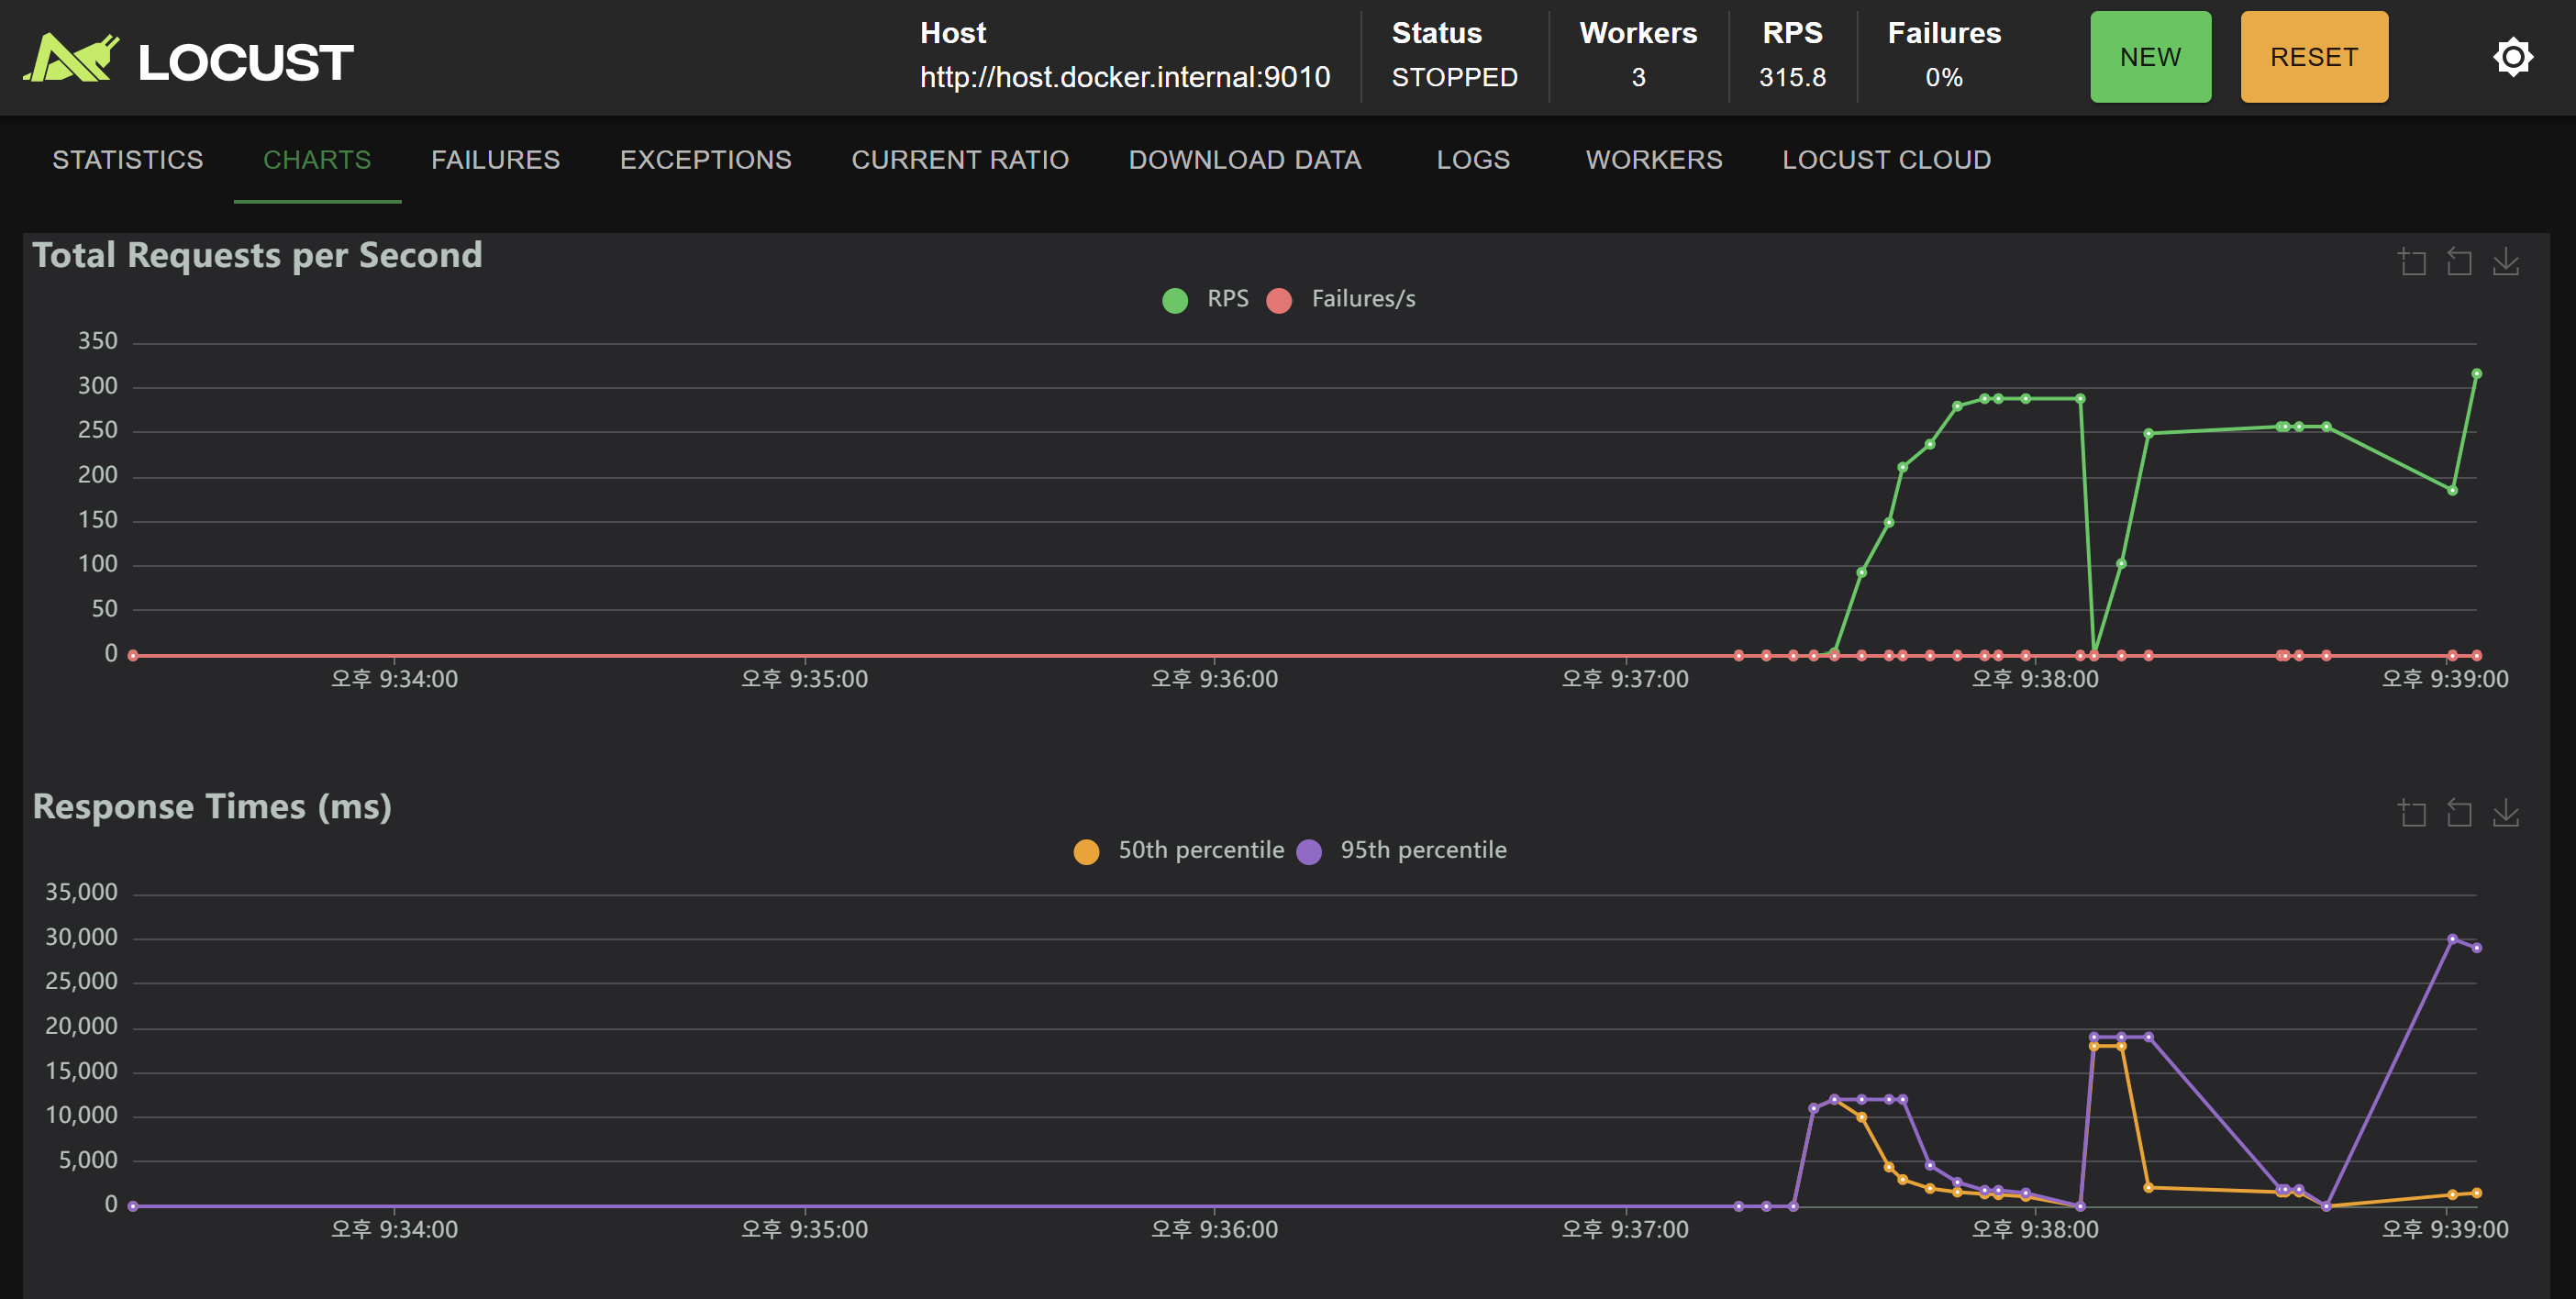 LOCUST
Host
http://host.docker.internal:9010
Status
STOPPED
Workers
3
RPS
315.8
Failures
0%
NEW
RESET
STATISTICS
CHARTS
FAILURES
EXCEPTIONS
CURRENT RATIO
DOWNLOAD DATA
LOGS
WORKERS
LOCUST CLOUD
Total Requests per Second
RPS
Failures/s
350
300
250
200
150
100
50
0
오후 9:34:00
오후 9:35:00
오후 9:36:00
오후 9:37:00
오후 9:38:00
오후 9:39:00
Response Times (ms)
50th percentile
95th percentile
35,000
30,000
25,000
20,000
15,000
10,000
5,000
0
오후 9:34:00
오후 9:35:00
오후 9:36:00
오후 9:37:00
오후 9:38:00
오후 9:39:00